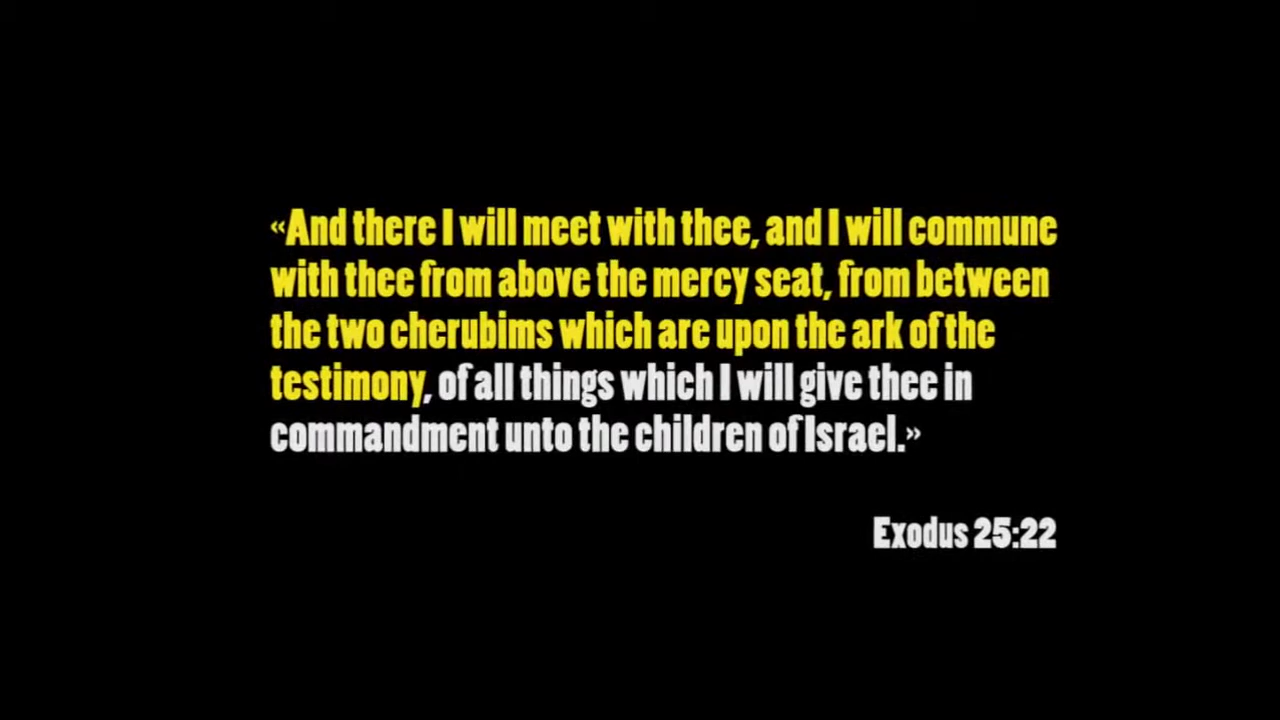 «And there I will meet with thee, and I will commune
with thee from above the mercy seat, from between
the two cherubims which are upon the ark of the
testimony, of all things which I will give thee in
commandment unto the children of Israel.»
Exodus 25:22